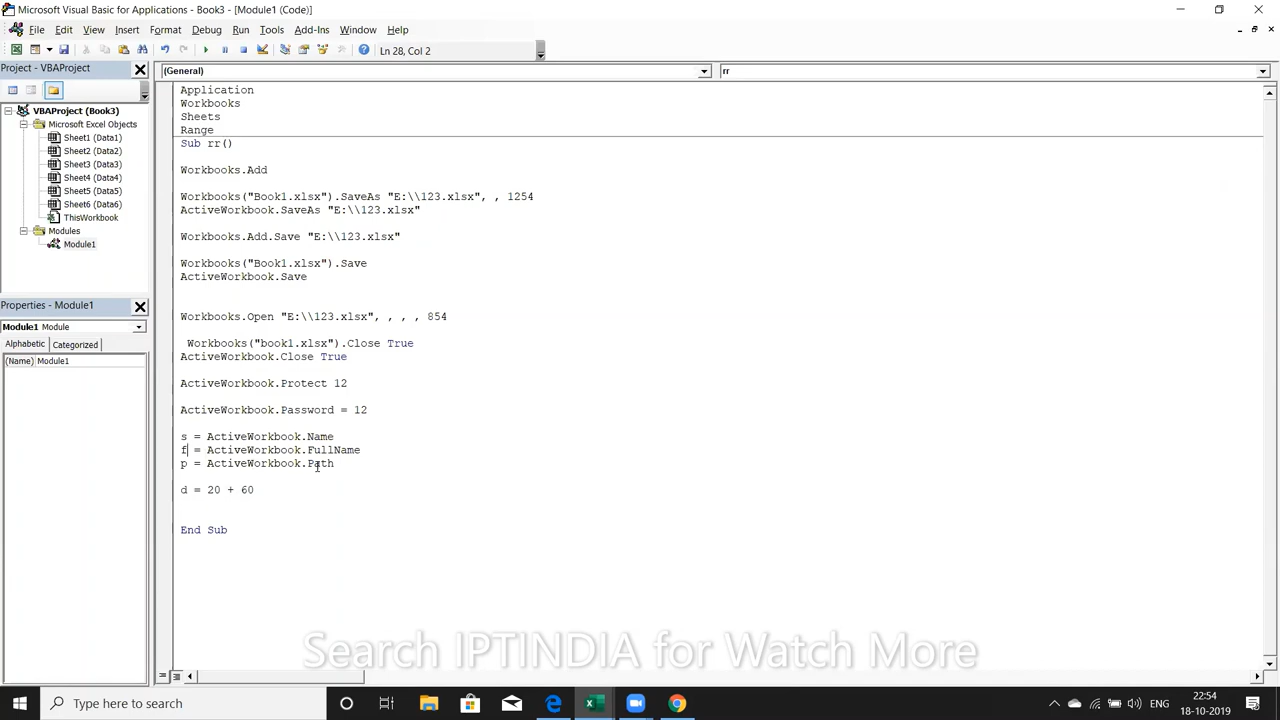 Microsoft Visual Basic for Applications - Book3 - [Module1 (Code)]
File Edit View Insert Format Debug Run Tools Add-Ins Window Help
Ln 28, Col 2
Project - VBAProject
(General)
rr
VBAProject (Book3)
Microsoft Excel Objects
Sheet1 (Data1)
Sheet2 (Data2)
Sheet3 (Data3)
Sheet4 (Data4)
Sheet5 (Data5)
Sheet6 (Data6)
ThisWorkbook
Modules
Module1
Properties - Module1
Module1 Module
Alphabetic Categorized
(Name) Module1
Application
Workbooks
Sheets
Range
Sub rr()
Workbooks.Add
Workbooks("Book1.xlsx").SaveAs "E:\\123.xlsx", , 1254
ActiveWorkbook.SaveAs "E:\\123.xlsx"
Workbooks.Add.Save "E:\\123.xlsx"
Workbooks("Book1.xlsx").Save
ActiveWorkbook.Save
Workbooks.Open "E:\\123.xlsx", , , , 854
Workbooks("book1.xlsx").Close True
ActiveWorkbook.Close True
ActiveWorkbook.Protect 12
ActiveWorkbook.Password = 12
s = ActiveWorkbook.Name
f = ActiveWorkbook.FullName
p = ActiveWorkbook.Path
d = 20 + 60
End Sub
Search IPTINDIA for Watch More
Type here to search
ENG
22:54
18-10-2019